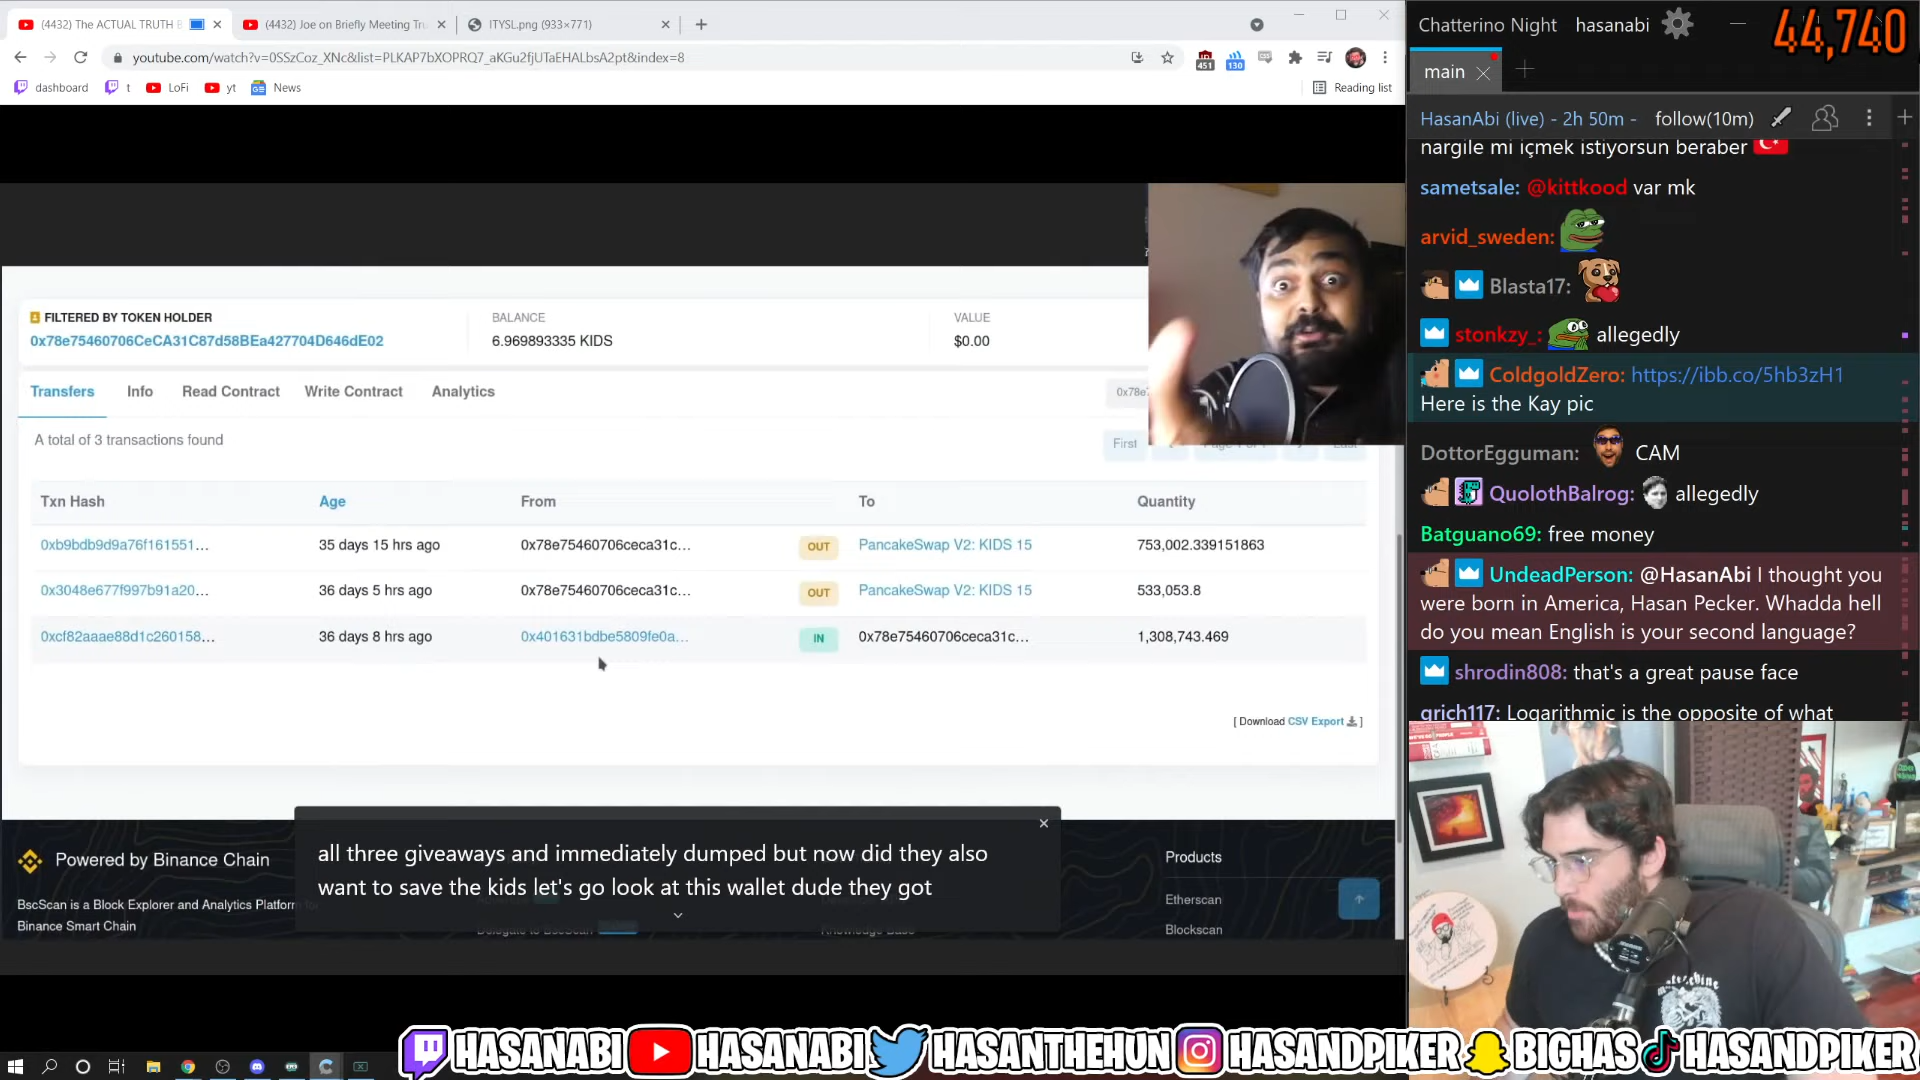 (4432) The ACTUAL TRUTH B
(4432) Joe on Briefly Meeting Tru
ITYSL.png (933×771)
youtube.com/watch?v=0SSzCoz_XNc&list=PLKAP7bXOPRQ7_aKGu2fjUTaEHALbsA2pt&index=8
451
130
dashboard
t
LoFi
yt
News
Reading list
FILTERED BY TOKEN HOLDER
0x78e75460706CeCA31C87d58BEa427704D646dE02
BALANCE
6.969893335 KIDS
VALUE
$0.00
Transfers Info Read Contract Write Contract Analytics
0x78e7
A total of 3 transactions found
First
Txn Hash Age From To Quantity
0xb9bdb9d9a76f161551... 35 days 15 hrs ago 0x78e75460706ceca31c... OUT PancakeSwap V2: KIDS 15 753,002.339151863
0x3048e677f997b91a20... 36 days 5 hrs ago 0x78e75460706ceca31c... OUT PancakeSwap V2: KIDS 15 533,053.8
0xcf82aaae88d1c260158... 36 days 8 hrs ago 0x401631bdbe5809fe0a... IN 0x78e75460706ceca31c... 1,308,743.469
[ Download CSV Export ]
Powered by Binance Chain
BscScan is a Block Explorer and Analytics Platform
Binance Smart Chain
all three giveaways and immediately dumped but now did they also
want to save the kids let's go look at this wallet dude they got
Products
Etherscan
Blockscan
Chatterino Night hasanabi
44,740
main
HasanAbi (live) - 2h 50m - follow(10m)
nargile mi içmek istiyorsun beraber
sametsale: @kittkood var mk
arvid_sweden:
Blasta17:
stonkzy_: allegedly
ColdgoldZero: https://ibb.co/5hb3zH1
Here is the Kay pic
DottorEgguman: CAM
QuolothBalrog: allegedly
Batguano69: free money
UndeadPerson: @HasanAbi I thought you
were born in America, Hasan Pecker. Whadda hell
do you mean English is your second language?
shrodin808: that's a great pause face
grich117: Logarithmic is the opposite of what
HASANABI HASANABI HASANTHEHUN HASANDPIKER BIGHAS HASANDPIKER